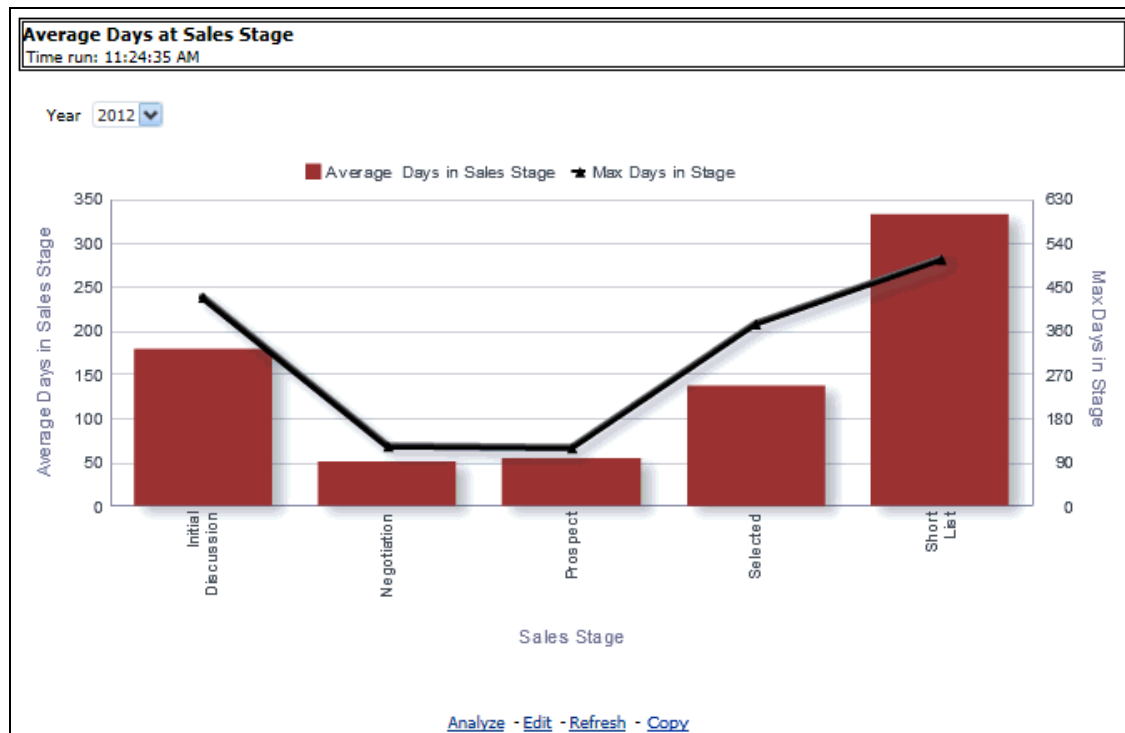 Average Days at Sales Stage
Time run: 11:24:35 AM
Year 2012
Average Days in Sales Stage Max Days in Stage
350
300
250
200
150
100
50
0
Average Days in Sales Stage
630
540
450
360
270
180
90
0
Max Days in Stage
Initial
Discussion
Negotiation
Prospect
Selected
Short
List
Sales Stage
Analyze - Edit - Refresh - Copy